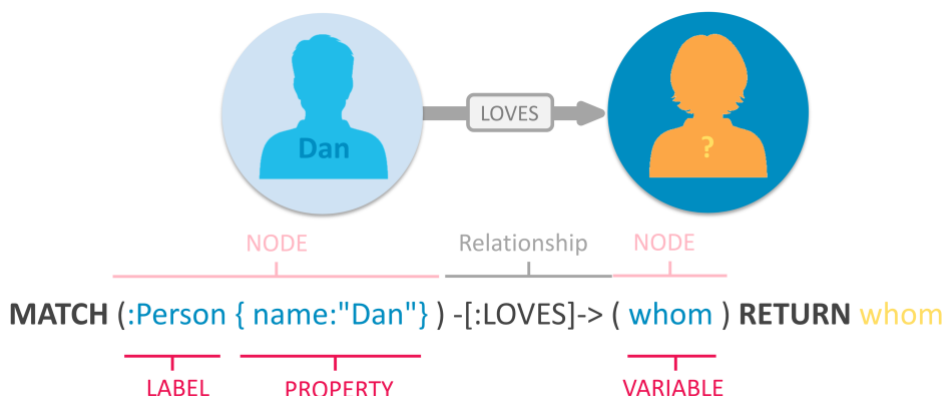 LOVES
Dan
?
NODE Relationship NODE
MATCH (:Person { name:"Dan"} ) -[:LOVES]-> ( whom ) RETURN whom
LABEL PROPERTY VARIABLE